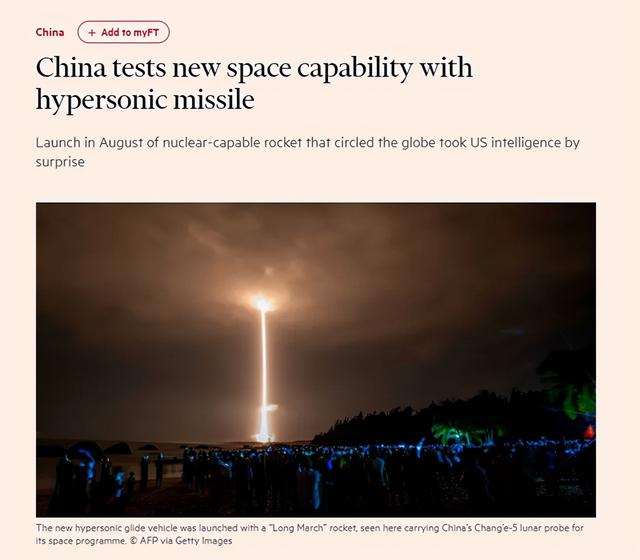 China + Add to myFT
China tests new space capability with
hypersonic missile
Launch in August of nuclear-capable rocket that circled the globe took US intelligence by
surprise
The new hypersonic glide vehicle was launched with a “Long March” rocket, seen here carrying China’s Chang’e-5 lunar probe for
its space programme. © AFP via Getty Images